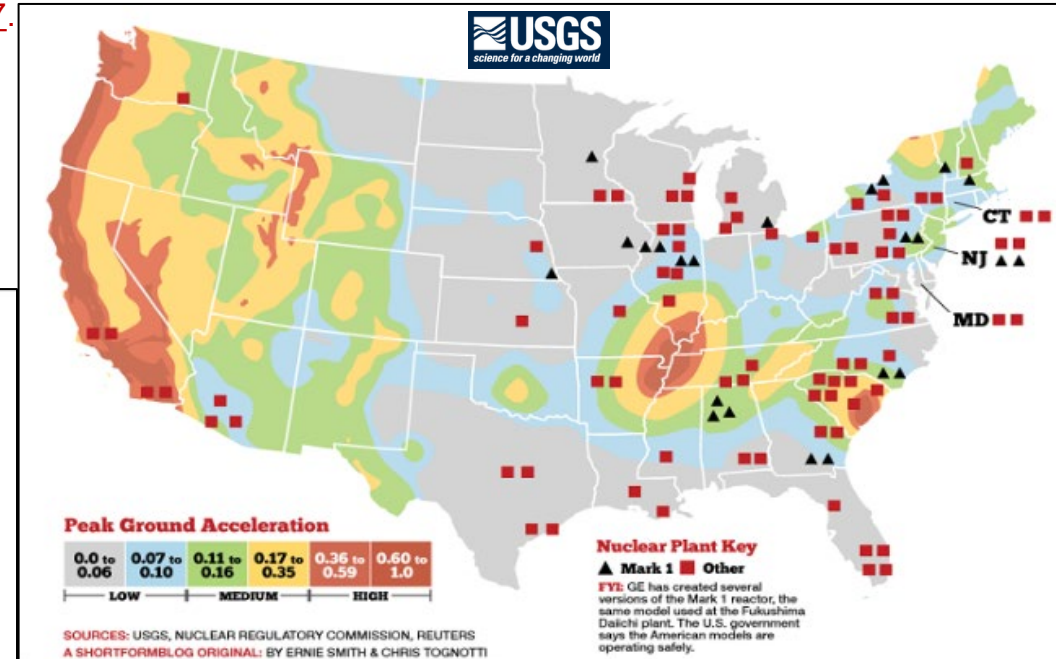 7.
USGS
science for a changing world
CT
NJ
MD
Peak Ground Acceleration
0.0 to 0.06
0.07 to 0.10
0.11 to 0.16
0.17 to 0.35
0.36 to 0.59
0.60 to 1.0
LOW MEDIUM HIGH
SOURCES: USGS, NUCLEAR REGULATORY COMMISSION, REUTERS
A SHORTFORMBLOG ORIGINAL: BY ERNIE SMITH & CHRIS TOGNOTTI
Nuclear Plant Key
Mark 1 Other
FYI: GE has created several
versions of the Mark 1 reactor, the
same model used at the Fukushima
Daiichi plant. The U.S. government
says the American models are
operating safely.